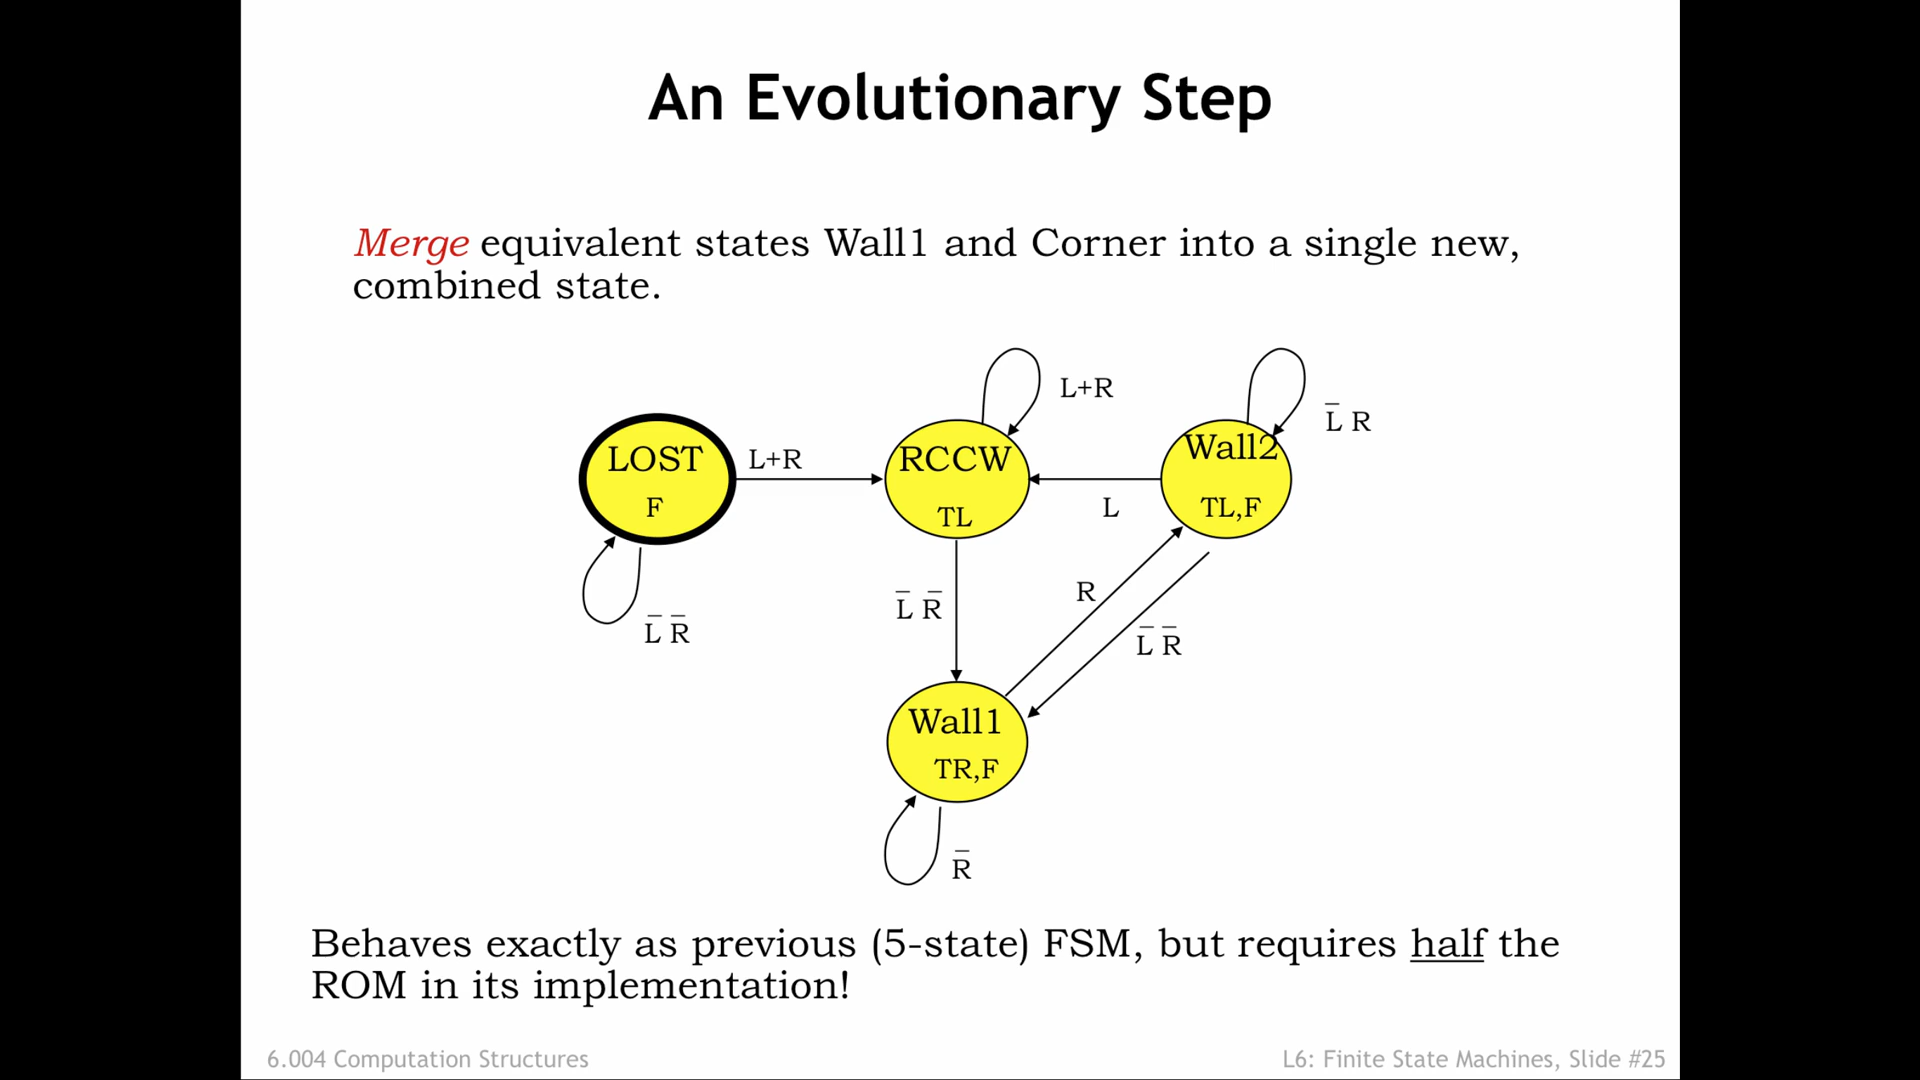 An Evolutionary Step
Merge equivalent states Wall1 and Corner into a single new,
combined state.
L+R
L̅ R
LOST
F
L+R
RCCW
TL
L
Wall2
TL,F
L̅ R̅
L̅ R̅
R
L̅ R̅
Wall1
TR,F
R̅
Behaves exactly as previous (5-state) FSM, but requires half the
ROM in its implementation!
6.004 Computation Structures
L6: Finite State Machines, Slide #25